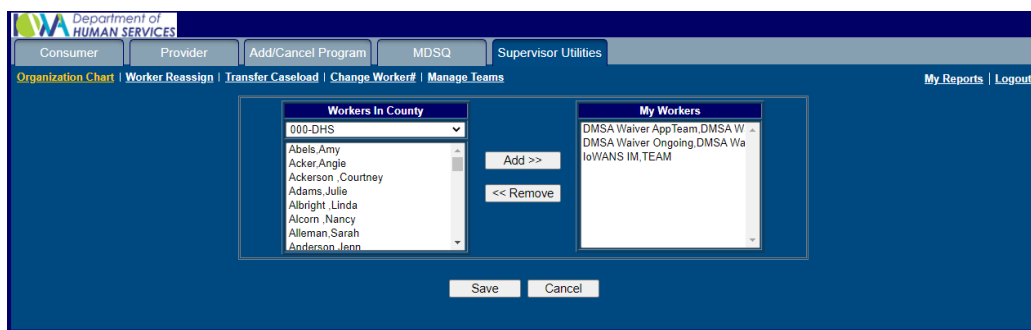 IOWA Department of
HUMAN SERVICES
Consumer Provider Add/Cancel Program MDSQ Supervisor Utilities
Organization Chart | Worker Reassign | Transfer Caseload | Change Worker# | Manage Teams My Reports | Logout
Workers In County
000-DHS
Abels,Amy
Acker,Angie
Ackerson ,Courtney
Adams,Julie
Albright ,Linda
Alcorn ,Nancy
Alleman,Sarah
Anderson,Jenn
Add >>
<< Remove
My Workers
DMSA Waiver AppTeam,DMSA W
DMSA Waiver Ongoing,DMSA Wa
IoWANS IM,TEAM
Save Cancel